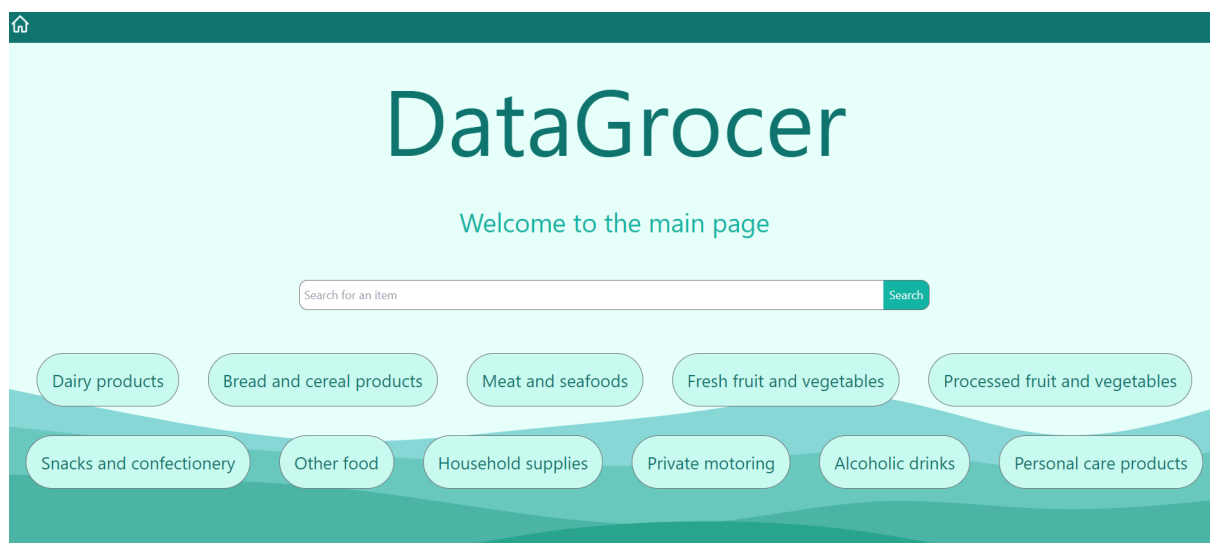 DataGrocer
Welcome to the main page
Search for an item Search
Dairy products Bread and cereal products Meat and seafoods Fresh fruit and vegetables Processed fruit and vegetables
Snacks and confectionery Other food Household supplies Private motoring Alcoholic drinks Personal care products